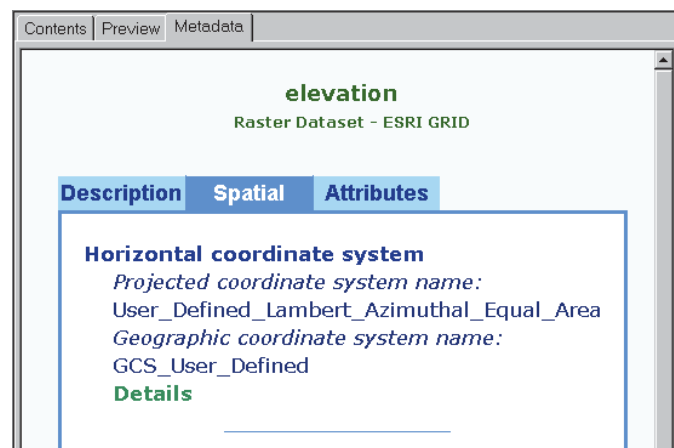 Contents Preview Metadata
elevation
Raster Dataset - ESRI GRID
Description Spatial Attributes
Horizontal coordinate system
Projected coordinate system name:
User_Defined_Lambert_Azimuthal_Equal_Area
Geographic coordinate system name:
GCS_User_Defined
Details